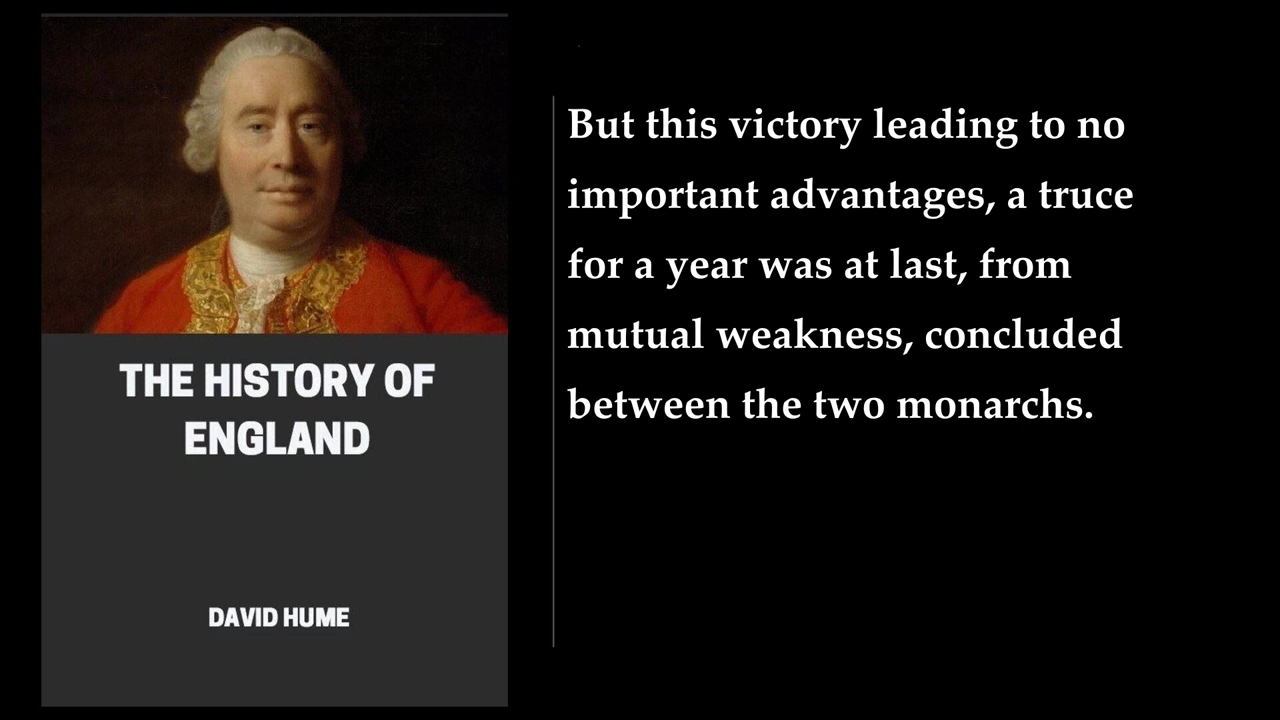 THE HISTORY OF
ENGLAND
DAVID HUME
But this victory leading to no
important advantages, a truce
for a year was at last, from
mutual weakness, concluded
between the two monarchs.